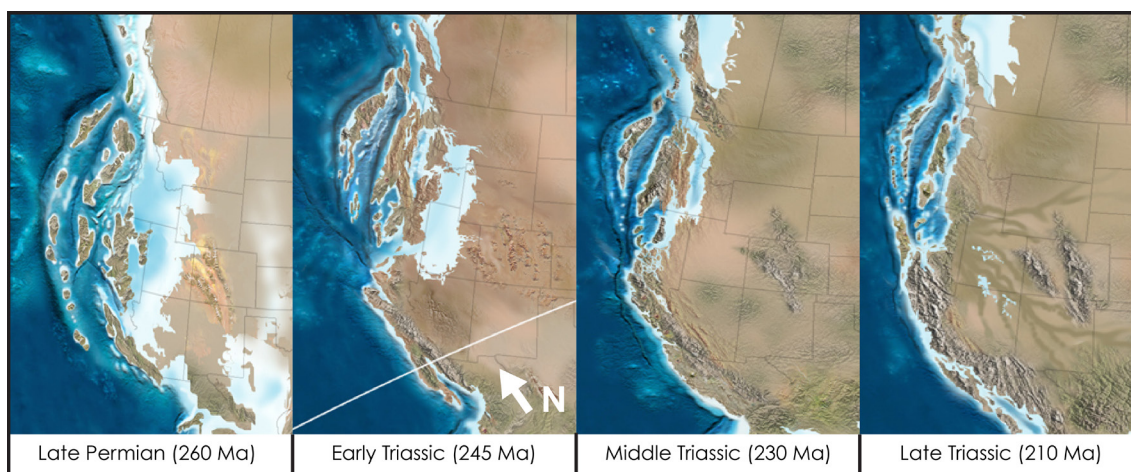 N
Late Permian (260 Ma)
Early Triassic (245 Ma)
Middle Triassic (230 Ma)
Late Triassic (210 Ma)